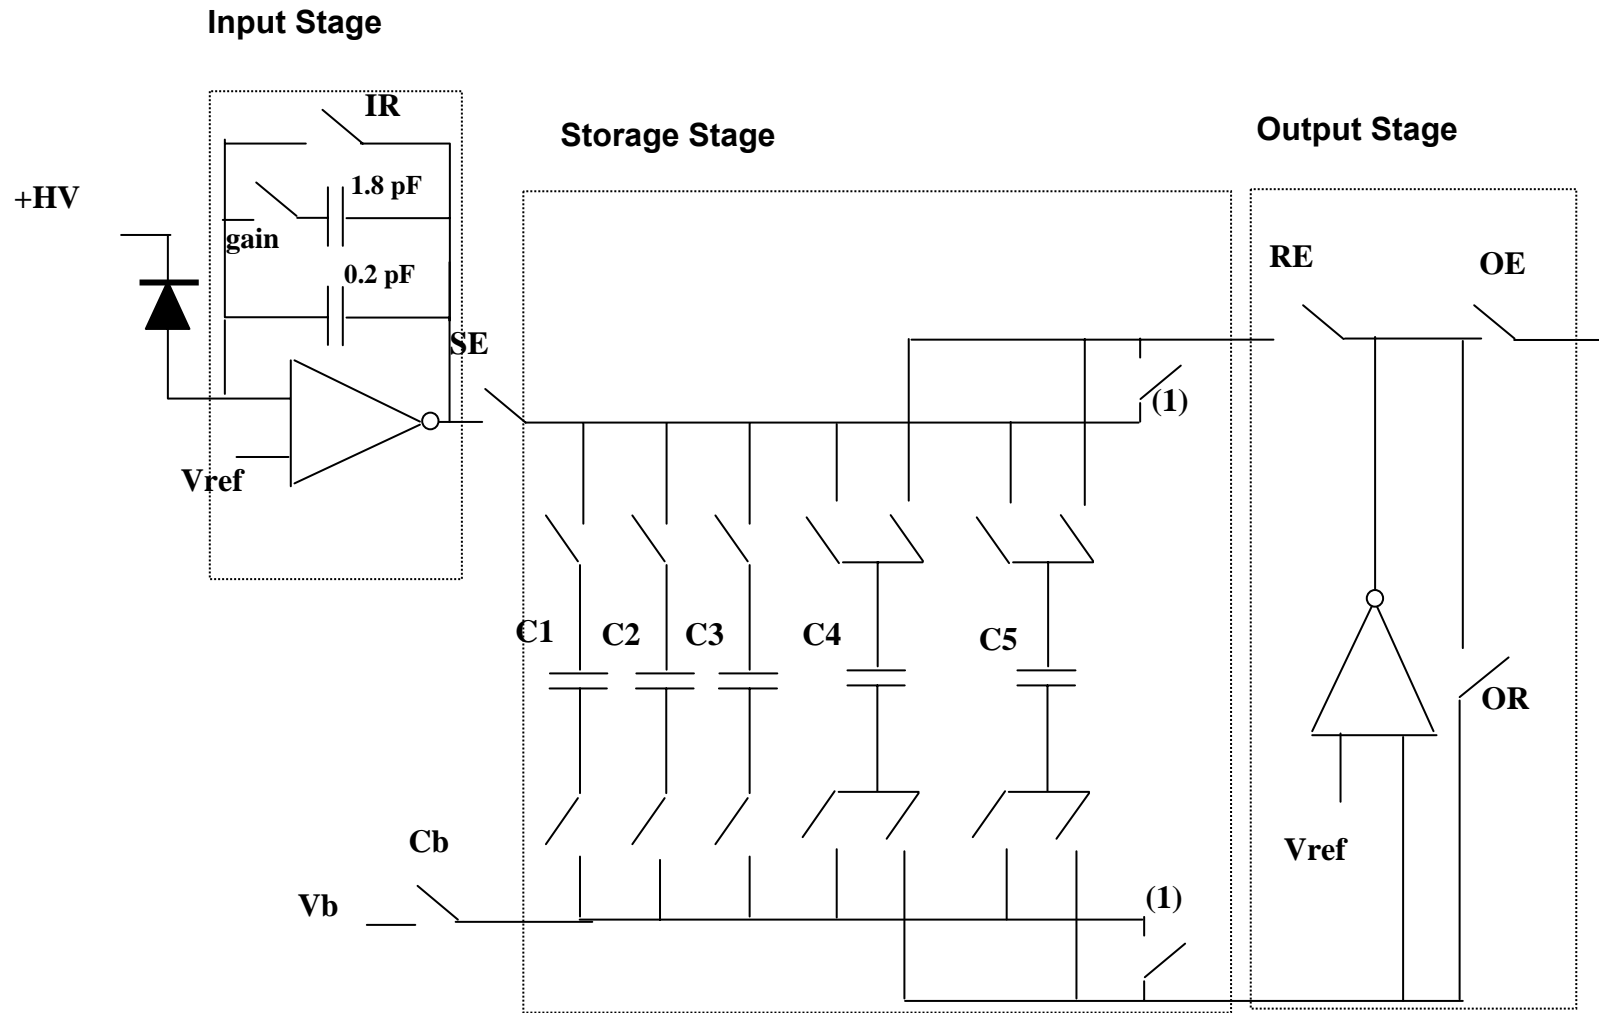 Input Stage
IR
Storage Stage
Output Stage
+HV
1.8 pF
gain
0.2 pF
RE
OE
SE
(1)
Vref
C1
C2
C3
C4
C5
OR
Cb
Vref
Vb
(1)